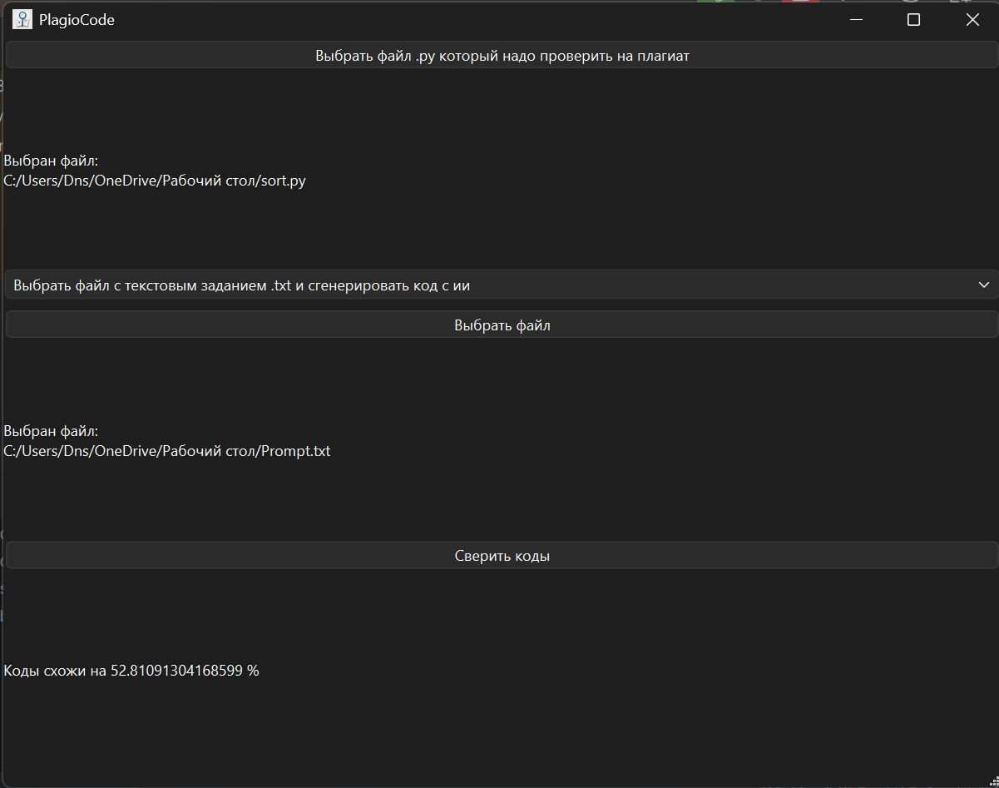 PlagioCode
Выбрать файл .py который надо проверить на плагиат
Выбран файл:
C:/Users/Dns/OneDrive/Рабочий стол/sort.py
Выбрать файл с текстовым заданием .txt и сгенерировать код с ии
Выбрать файл
Выбран файл:
C:/Users/Dns/OneDrive/Рабочий стол/Prompt.txt
Сверить коды
Коды схожи на 52.81091304168599 %